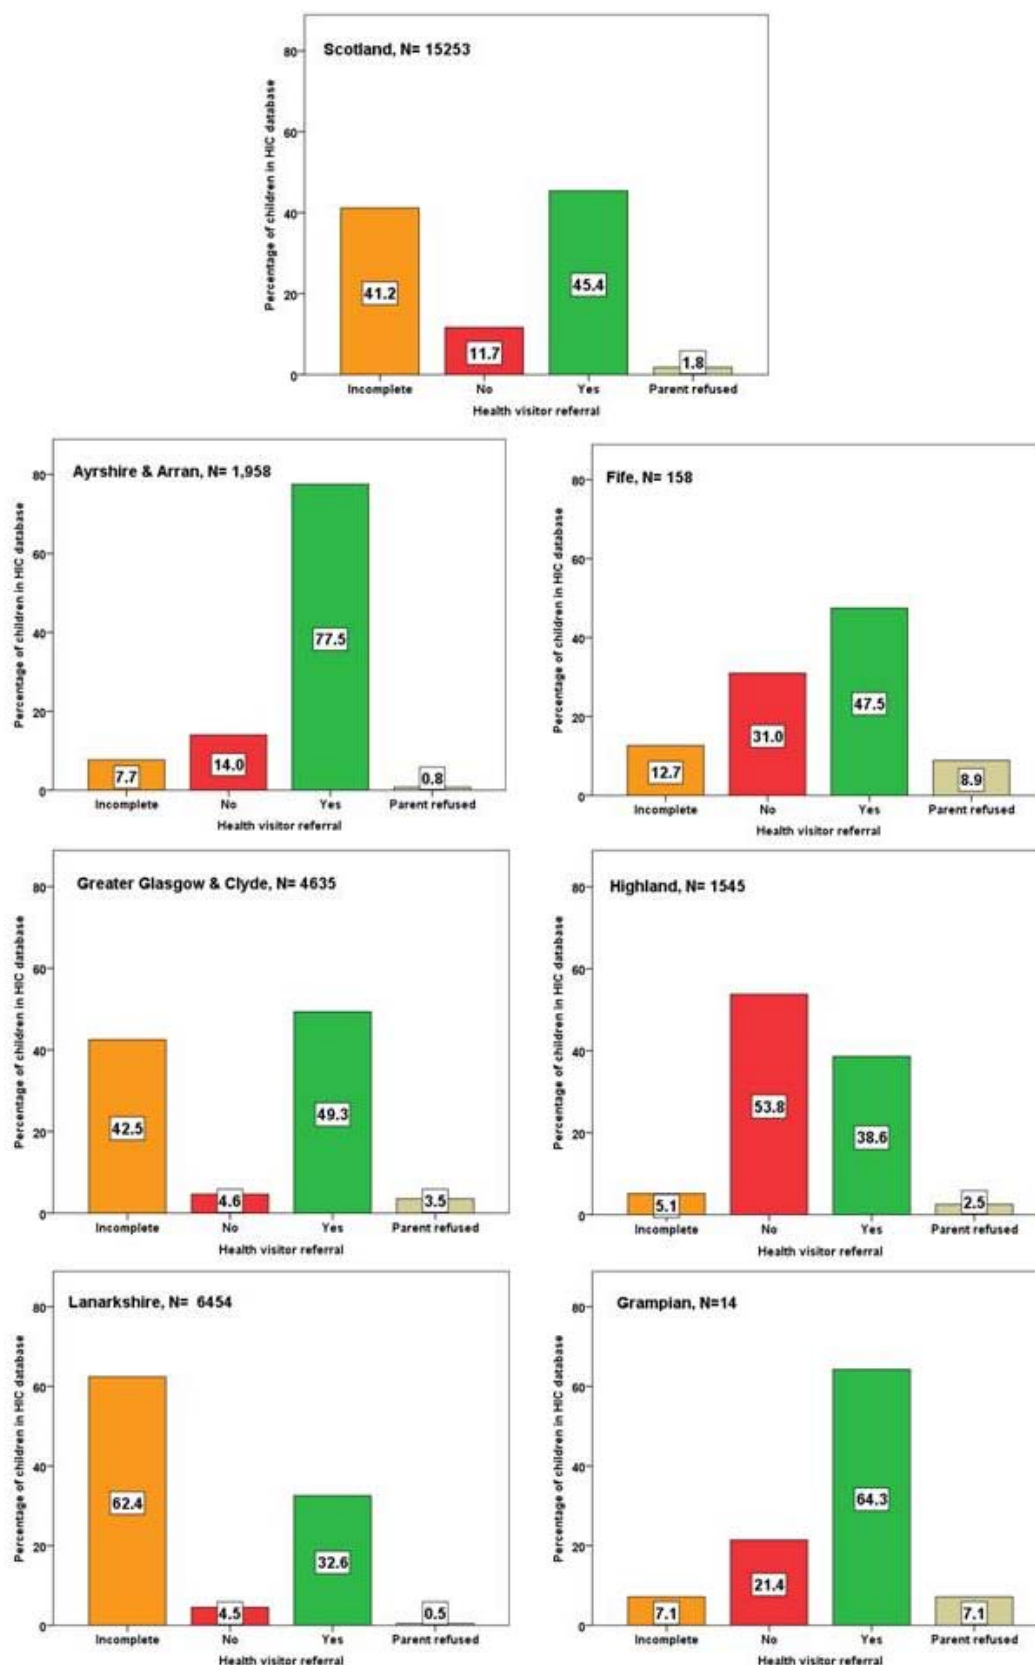 Scotland, N= 15253
Percentage of children in HIC database
80
60
40
20
0
41.2
11.7
45.4
1.8
Incomplete No Yes Parent refused
Health visitor referral
Ayrshire & Arran, N= 1,958
Percentage of children in HIC database
80
60
40
20
0
7.7
14.0
77.5
0.8
Incomplete No Yes Parent refused
Health visitor referral
Fife, N= 158
Percentage of children in HIC database
80
60
40
20
0
12.7
31.0
47.5
8.9
Incomplete No Yes Parent refused
Health visitor referral
Greater Glasgow & Clyde, N= 4635
Percentage of children in HIC database
80
60
40
20
0
42.5
4.6
49.3
3.5
Incomplete No Yes Parent refused
Health visitor referral
Highland, N= 1545
Percentage of children in HIC database
80
60
40
20
0
5.1
53.8
38.6
2.5
Incomplete No Yes Parent refused
Health visitor referral
Lanarkshire, N= 6454
Percentage of children in HIC database
80
60
40
20
0
62.4
4.5
32.6
0.5
Incomplete No Yes Parent refused
Health visitor referral
Grampian, N=14
Percentage of children in HIC database
80
60
40
20
0
7.1
21.4
64.3
7.1
Incomplete No Yes Parent refused
Health visitor referral